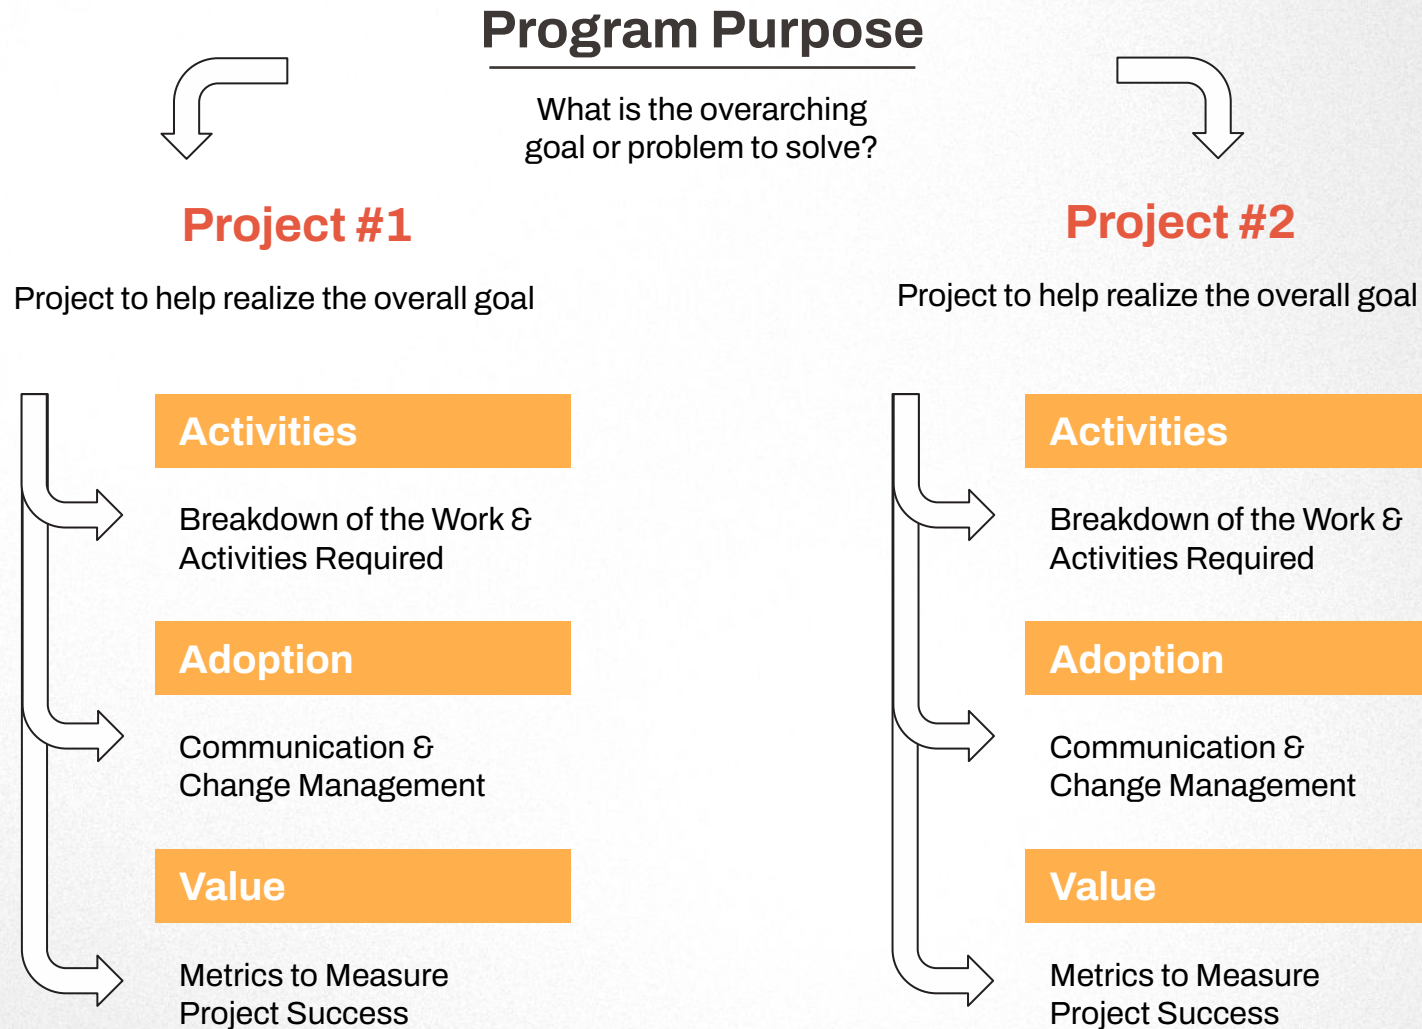 Program Purpose
What is the overarching
goal or problem to solve?
Project #1
Project to help realize the overall goal
Activities
Breakdown of the Work &
Activities Required
Adoption
Communication &
Change Management
Value
Metrics to Measure
Project Success
Project #2
Project to help realize the overall goal
Activities
Breakdown of the Work &
Activities Required
Adoption
Communication &
Change Management
Value
Metrics to Measure
Project Success